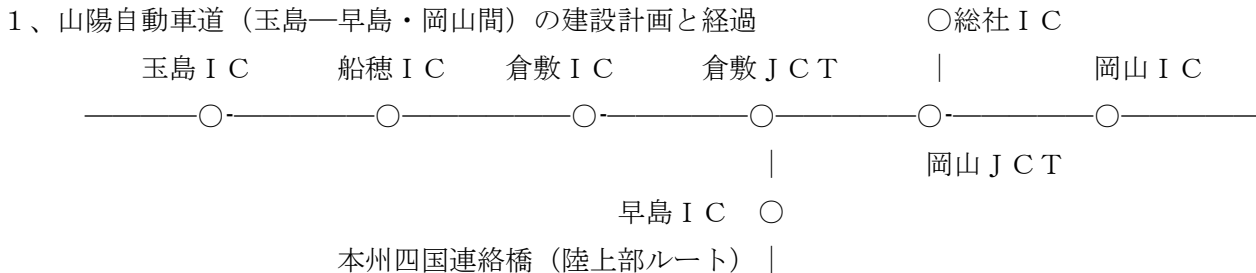 1、山陽自動車道(玉島―早島・岡山間)の建設計画と経過 ○総社IC
玉島IC 船穂IC 倉敷IC 倉敷JCT | 岡山IC
――――○-―――――○――――――○-―――――○―――――○-―――――○―――――
| 岡山JCT
早島IC ○
本州四国連絡橋(陸上部ルート) |